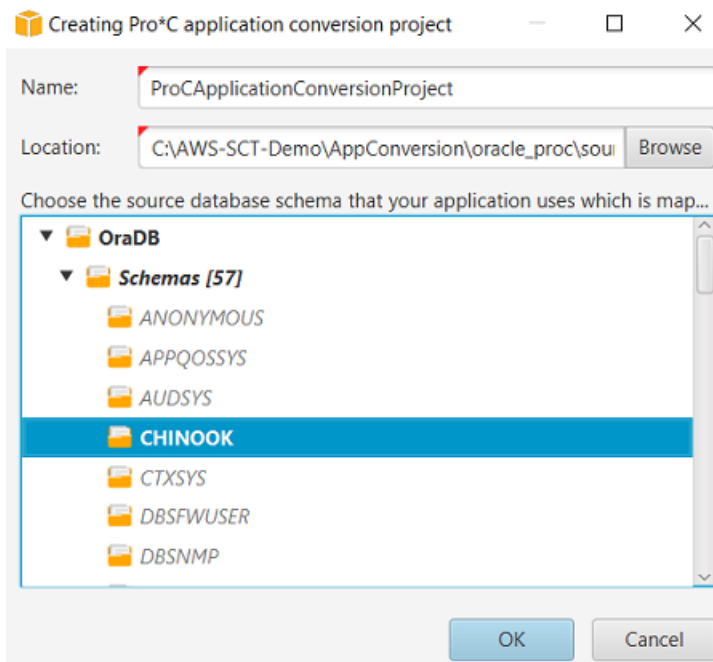 Creating Pro*C application conversion project
Name: ProCApplicationConversionProject
Location: C:\AWS-SCT-Demo\AppConversion\oracle_proc\sou Browse
Choose the source database schema that your application uses which is map...
OraDB
Schemas [57]
ANONYMOUS
APPQOSSYS
AUDSYS
CHINOOK
CTXSYS
DBSFWUSER
DBSNMP
OK Cancel